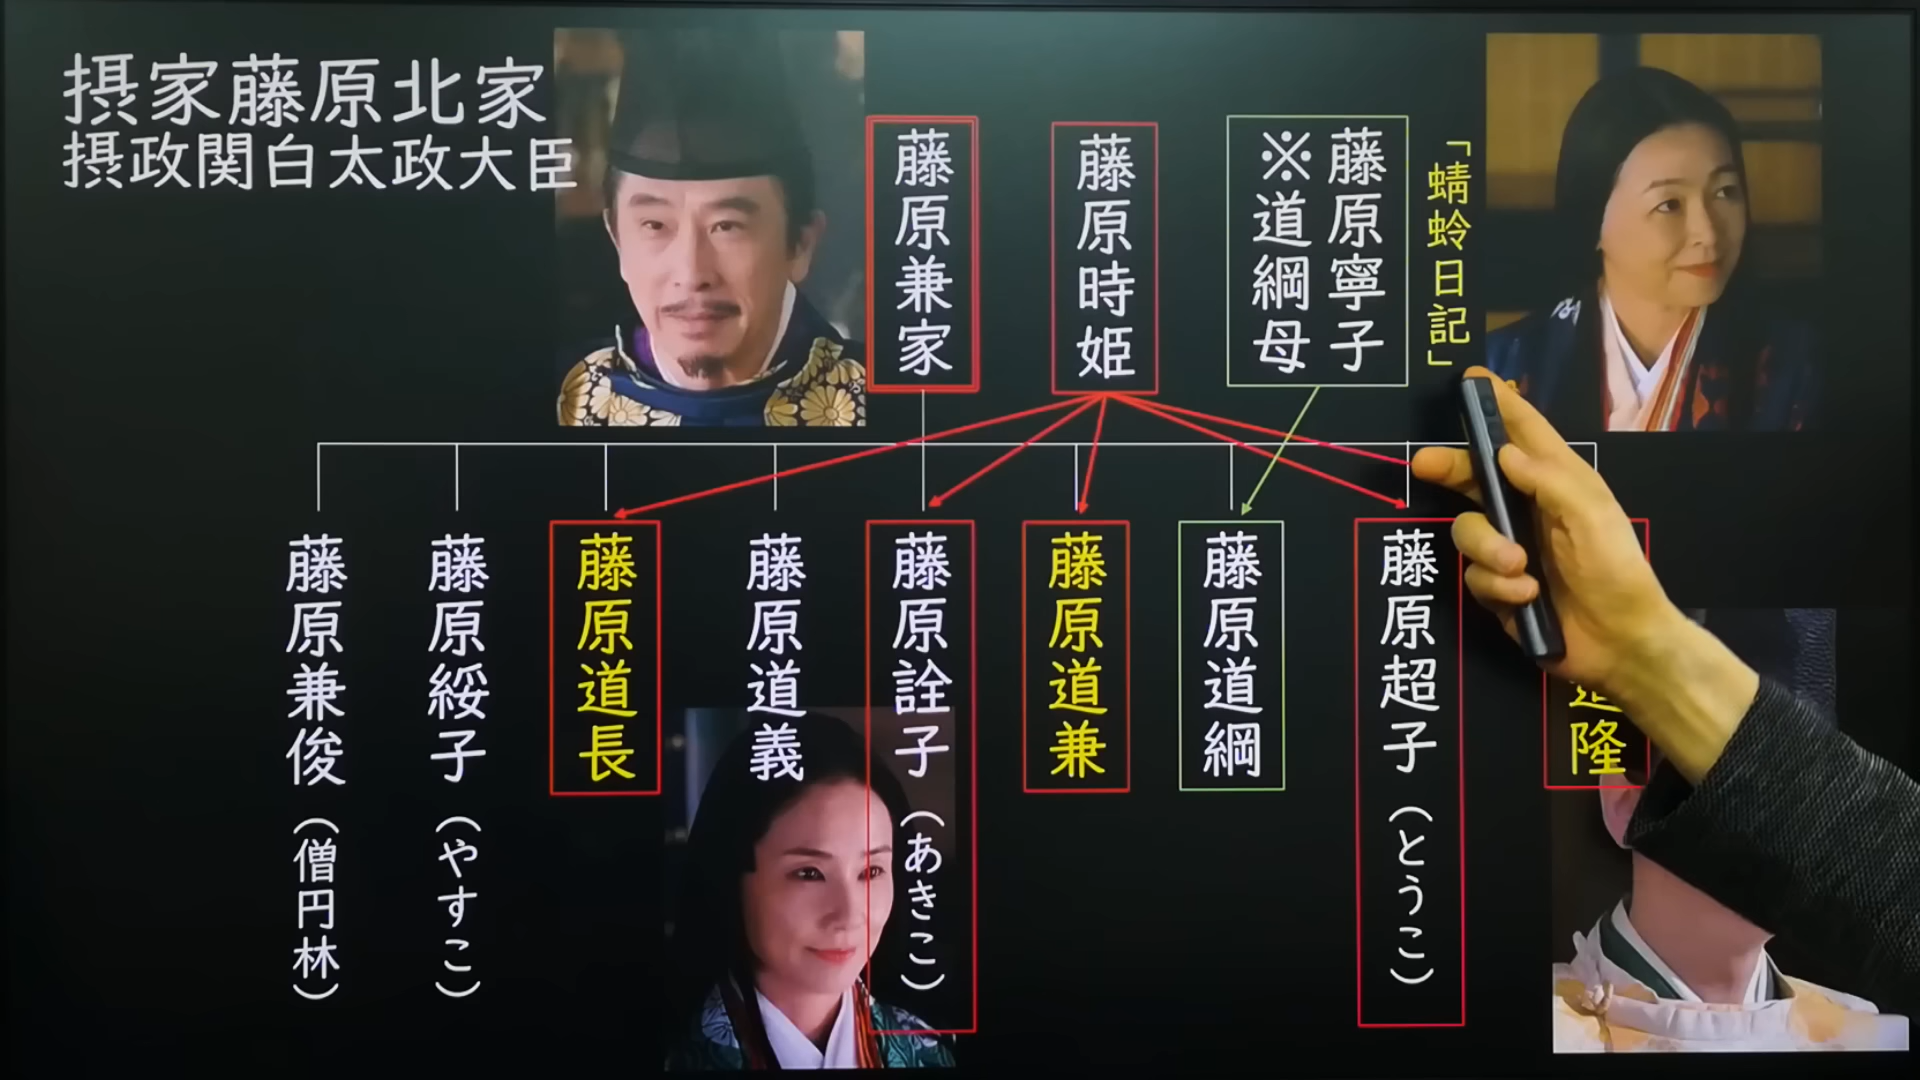 摂家藤原北家
摂政関白太政大臣
藤原兼家
藤原時姫
藤原寧子
※道綱母
「蜻蛉日記」
道隆
藤原超子（とうこ）
藤原道綱
藤原道兼
藤原詮子（あきこ）
藤原道義
藤原道長
藤原綏子（やすこ）
藤原兼俊（僧円林）